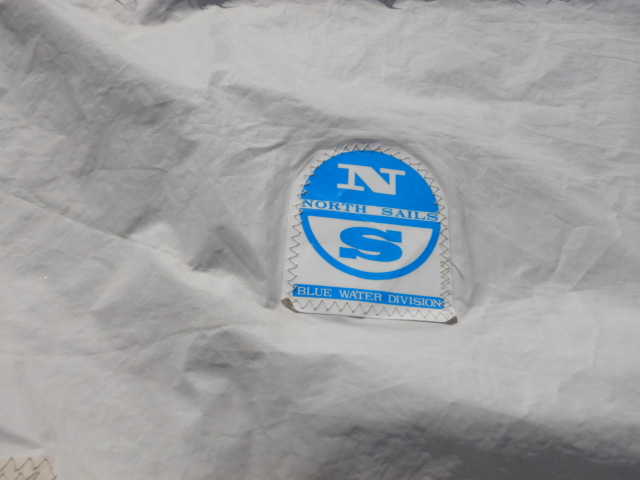 N
NORTH SAILS
S
BLUE WATER DIVISION